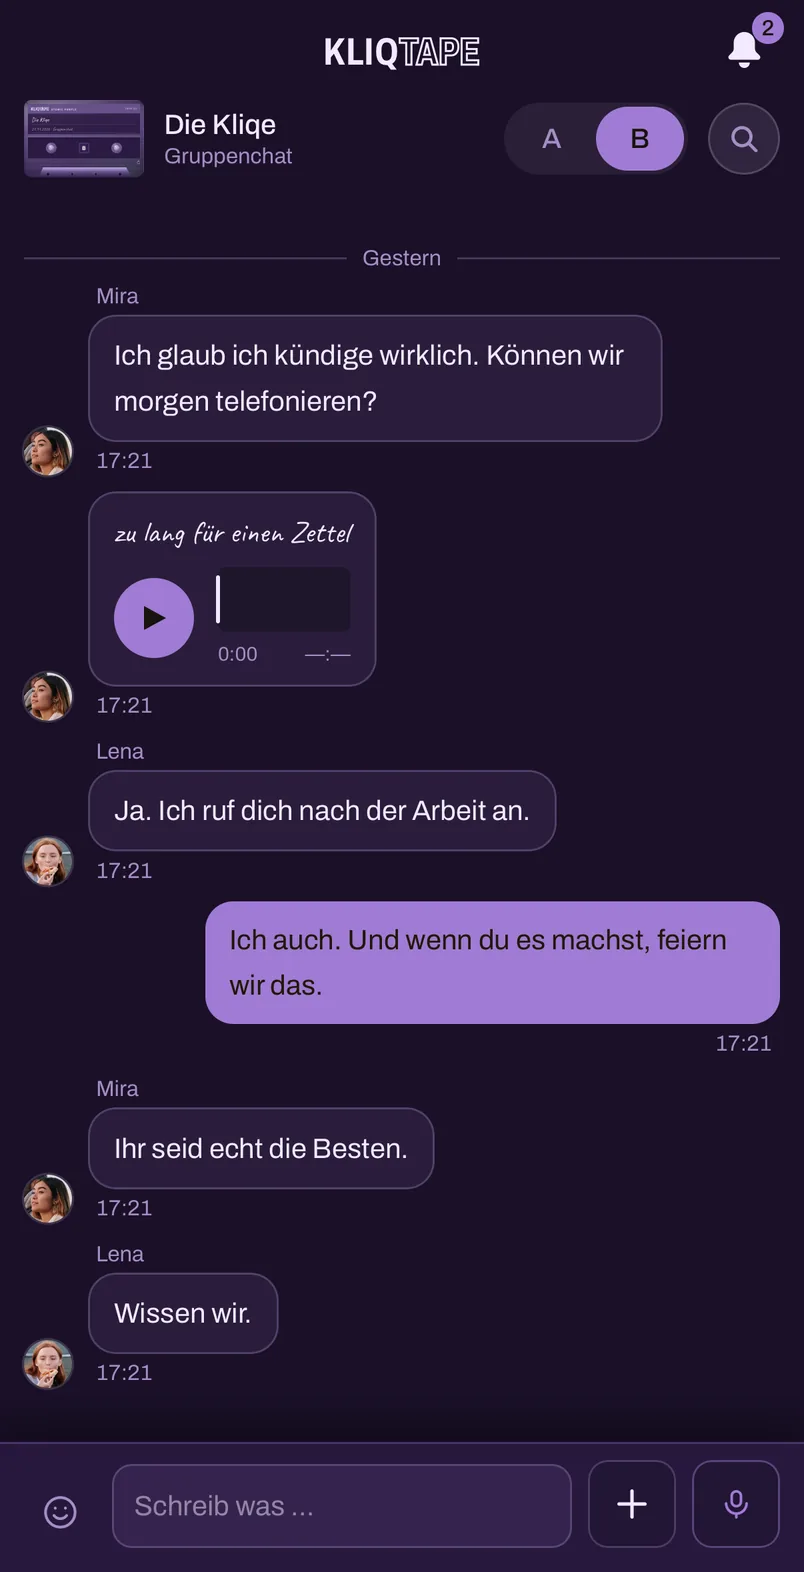 KLIQTAPE
2
Die Kliqe
Gruppenchat
A
B
Gestern
Mira
Ich glaub ich kündige wirklich. Können wir
morgen telefonieren?
17:21
zu lang für einen Zettel
0:00 —:—
17:21
Lena
Ja. Ich ruf dich nach der Arbeit an.
17:21
Ich auch. Und wenn du es machst, feiern
wir das.
17:21
Mira
Ihr seid echt die Besten.
17:21
Lena
Wissen wir.
17:21
Schreib was ...